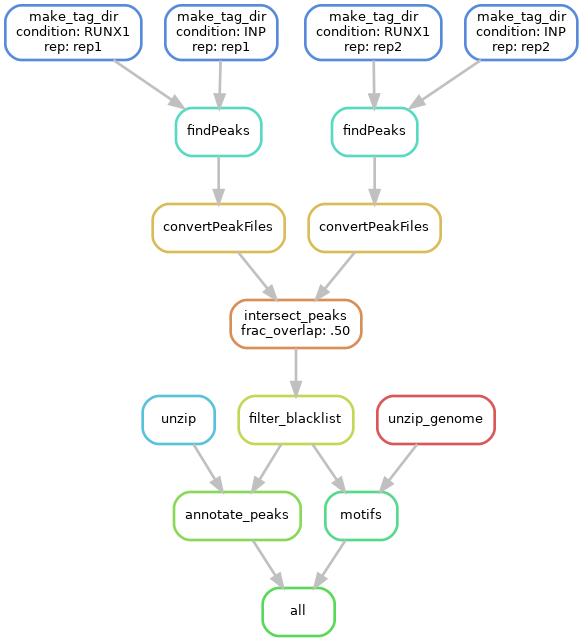 make_tag_dir
condition: RUNX1
rep: rep1
make_tag_dir
condition: INP
rep: rep1
make_tag_dir
condition: RUNX1
rep: rep2
make_tag_dir
condition: INP
rep: rep2
findPeaks
findPeaks
convertPeakFiles
convertPeakFiles
intersect_peaks
frac_overlap: .50
unzip
filter_blacklist
unzip_genome
annotate_peaks
motifs
all